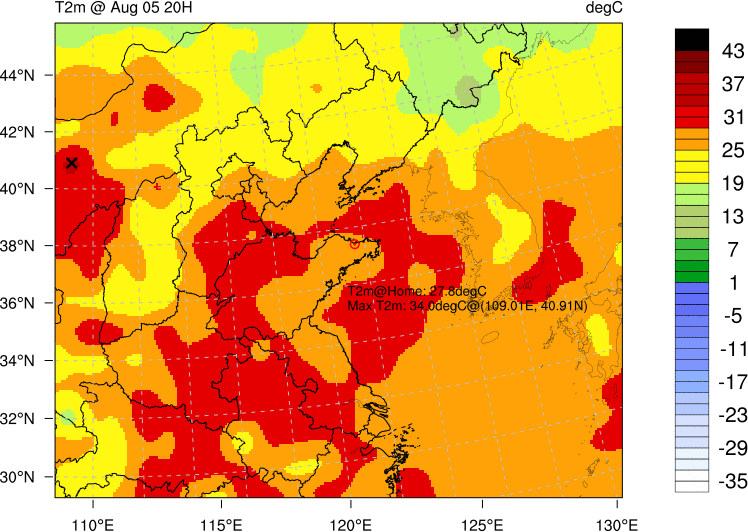 T2m @ Aug 05 20H
degC
44°N
42°N
40°N
38°N
36°N
34°N
32°N
30°N
110°E
115°E
120°E
125°E
130°E
T2m@Home: 27.8degC
Max T2m: 34.0degC@(109.01E, 40.91N)
43
37
31
25
19
13
7
1
-5
-11
-17
-23
-29
-35